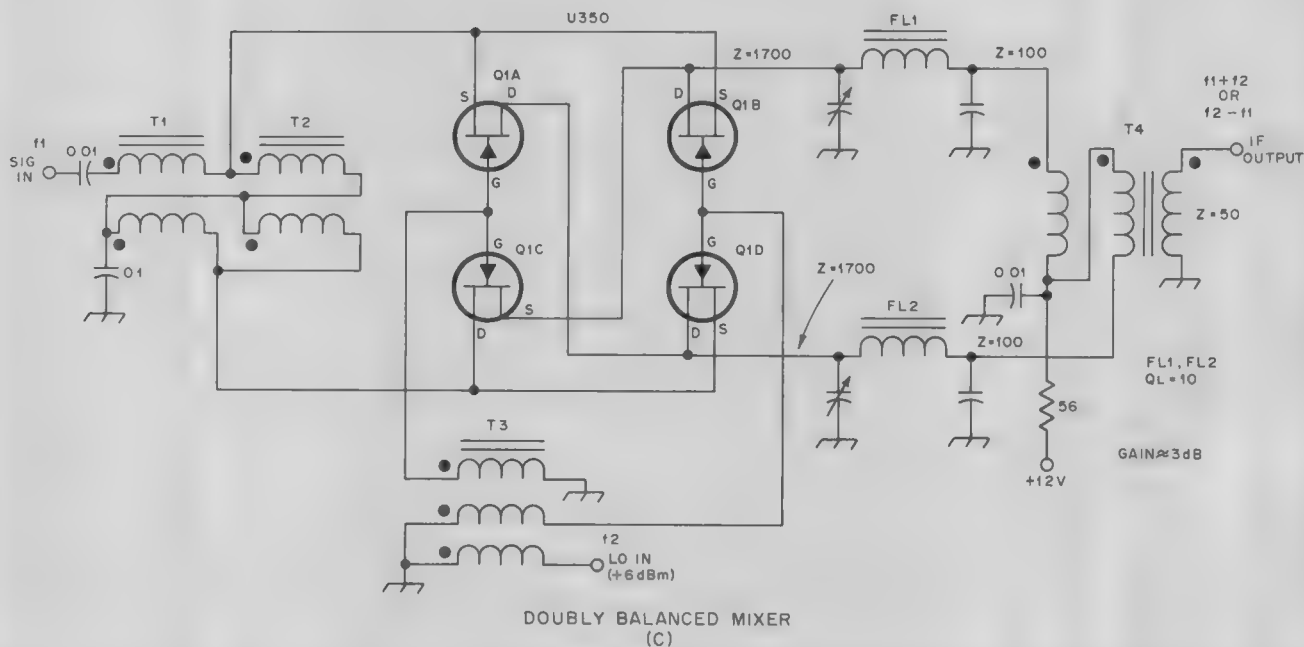 U350
FL1
Z=1700
Z=100
Q1A
S
D
G
D
S
Q1B
G
f1+f2
OR
f2-f1
T4
IF
OUTPUT
Z=50
f1
SIG
IN
0.01
T1
T2
0.1
G
Q1C
D
S
G
Q1D
D
S
Z=1700
FL2
Z=100
0.01
FL1, FL2
QL=10
56
+12V
GAIN≈3dB
T3
f2
LO IN
(+6dBm)
DOUBLY BALANCED MIXER
(C)